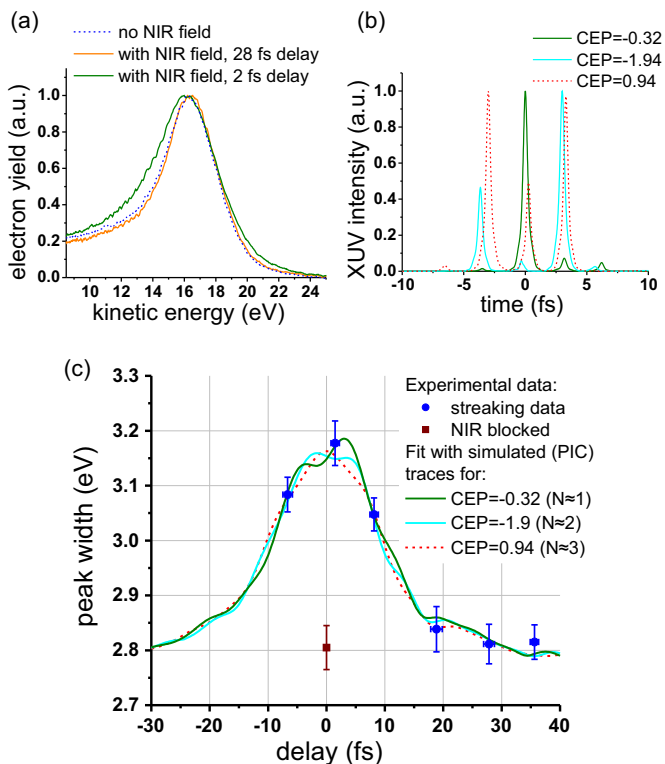 (a)
no NIR field
with NIR field, 28 fs delay
with NIR field, 2 fs delay
electron yield (a.u.)
1.0
0.8
0.6
0.4
0.2
0.0
10 12 14 16 18 20 22 24
kinetic energy (eV)
(b)
CEP=-0.32
CEP=-1.94
CEP=0.94
XUV intensity (a.u.)
1.0
0.8
0.6
0.4
0.2
0.0
-10 -5 0 5 10
time (fs)
(c)
Experimental data:
streaking data
NIR blocked
Fit with simulated (PIC)
traces for:
CEP=-0.32 (N≈1)
CEP=-1.9 (N≈2)
CEP=0.94 (N≈3)
peak width (eV)
3.3
3.2
3.1
3.0
2.9
2.8
2.7
-30 -20 -10 0 10 20 30 40
delay (fs)